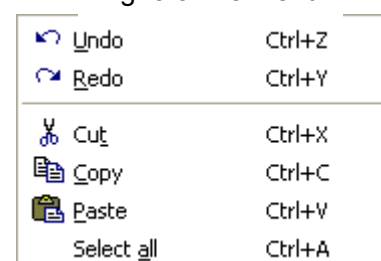 Undo Ctrl+Z
Redo Ctrl+Y
Cut Ctrl+X
Copy Ctrl+C
Paste Ctrl+V
Select all Ctrl+A